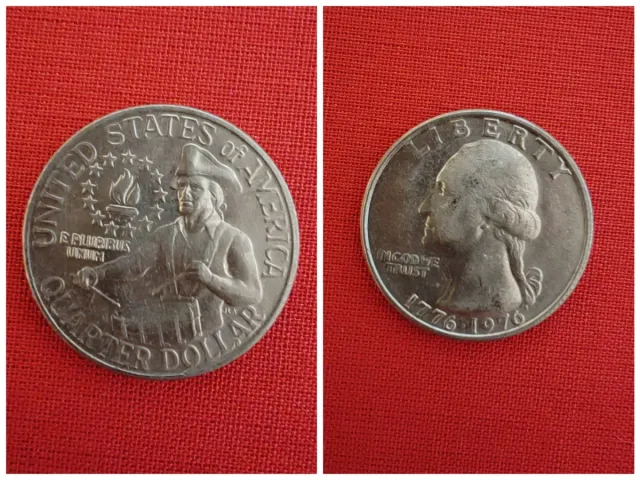 UNITED STATES of AMERICA
E PLURIBUS
UNUM
QUARTER DOLLAR
LIBERTY
IN GOD WE
TRUST
1776·1976